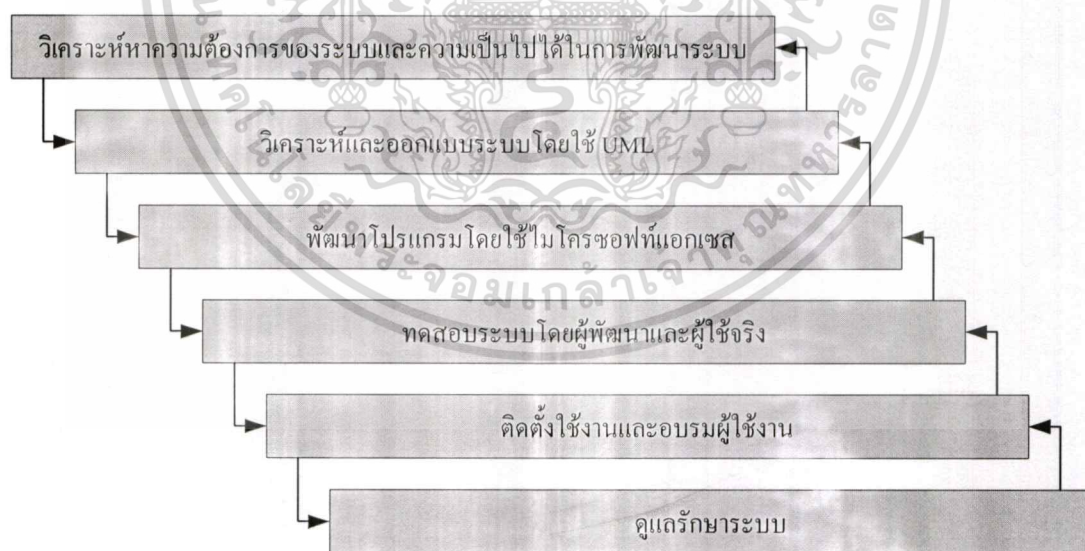 วิเคราะห์หาความต้องการของระบบและความเป็นไปได้ในการพัฒนาระบบ
วิเคราะห์และออกแบบระบบโดยใช้ UML
พัฒนาโปรแกรมโดยใช้ไมโครซอฟท์แอกเซส
ทดสอบระบบโดยผู้พัฒนาและผู้ใช้จริง
ติดตั้งใช้งานและอบรมผู้ใช้งาน
ดูแลรักษาระบบ